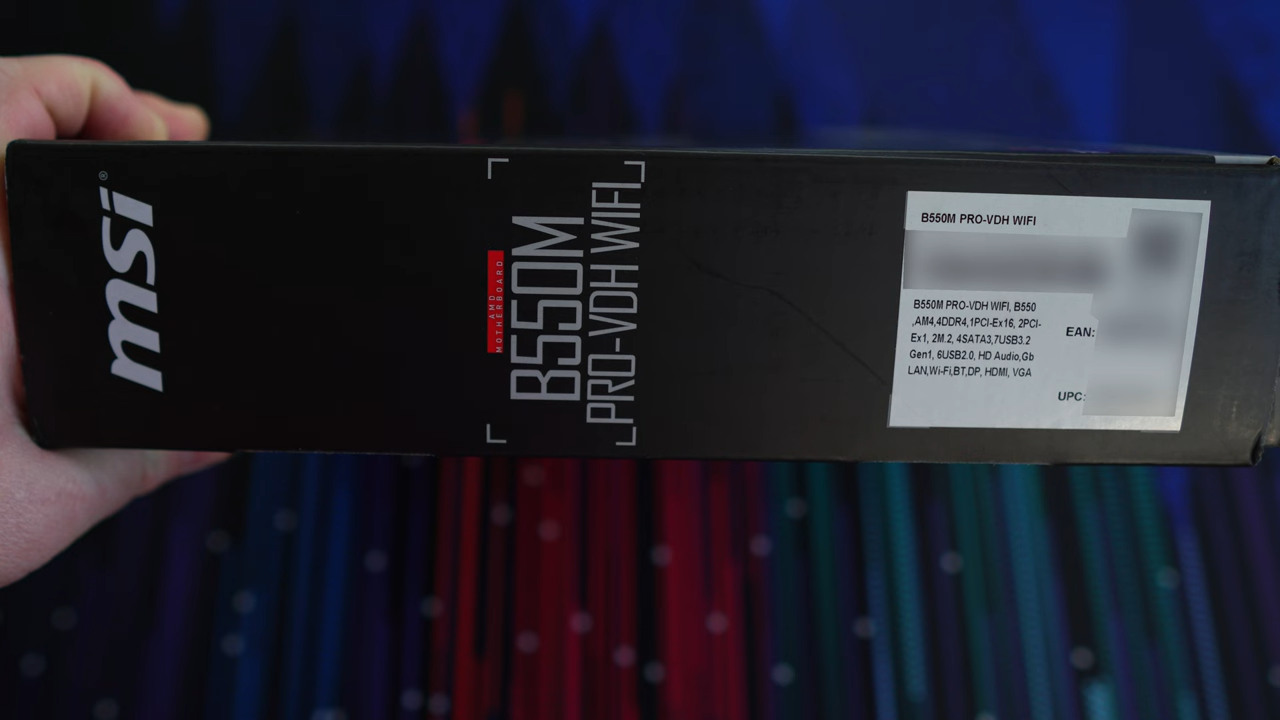 msi®
AMD
MOTHERBOARD
B550M
PRO-VDH WIFI
B550M PRO-VDH WIFI
B550M PRO-VDH WIFI, B550
,AM4,4DDR4,1PCI-Ex16, 2PCI-
Ex1, 2M.2, 4SATA3,7USB3.2
Gen1, 6USB2.0, HD Audio,Gb
LAN,Wi-Fi,BT,DP, HDMI, VGA
EAN:
UPC: